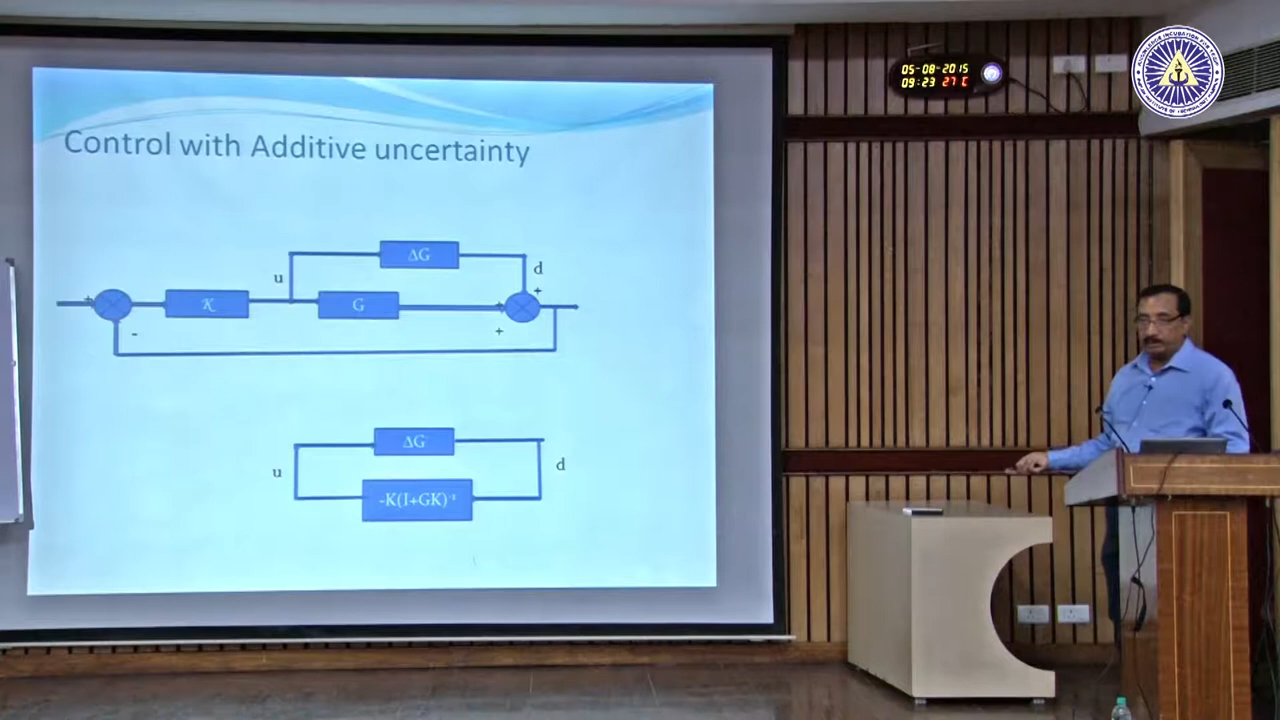 05-08-2015
09:23 27℃
Control with Additive uncertainty
ΔG
u
d
+
+
K
G
+
-
+
ΔG
u
d
-K(I+GK)⁻¹